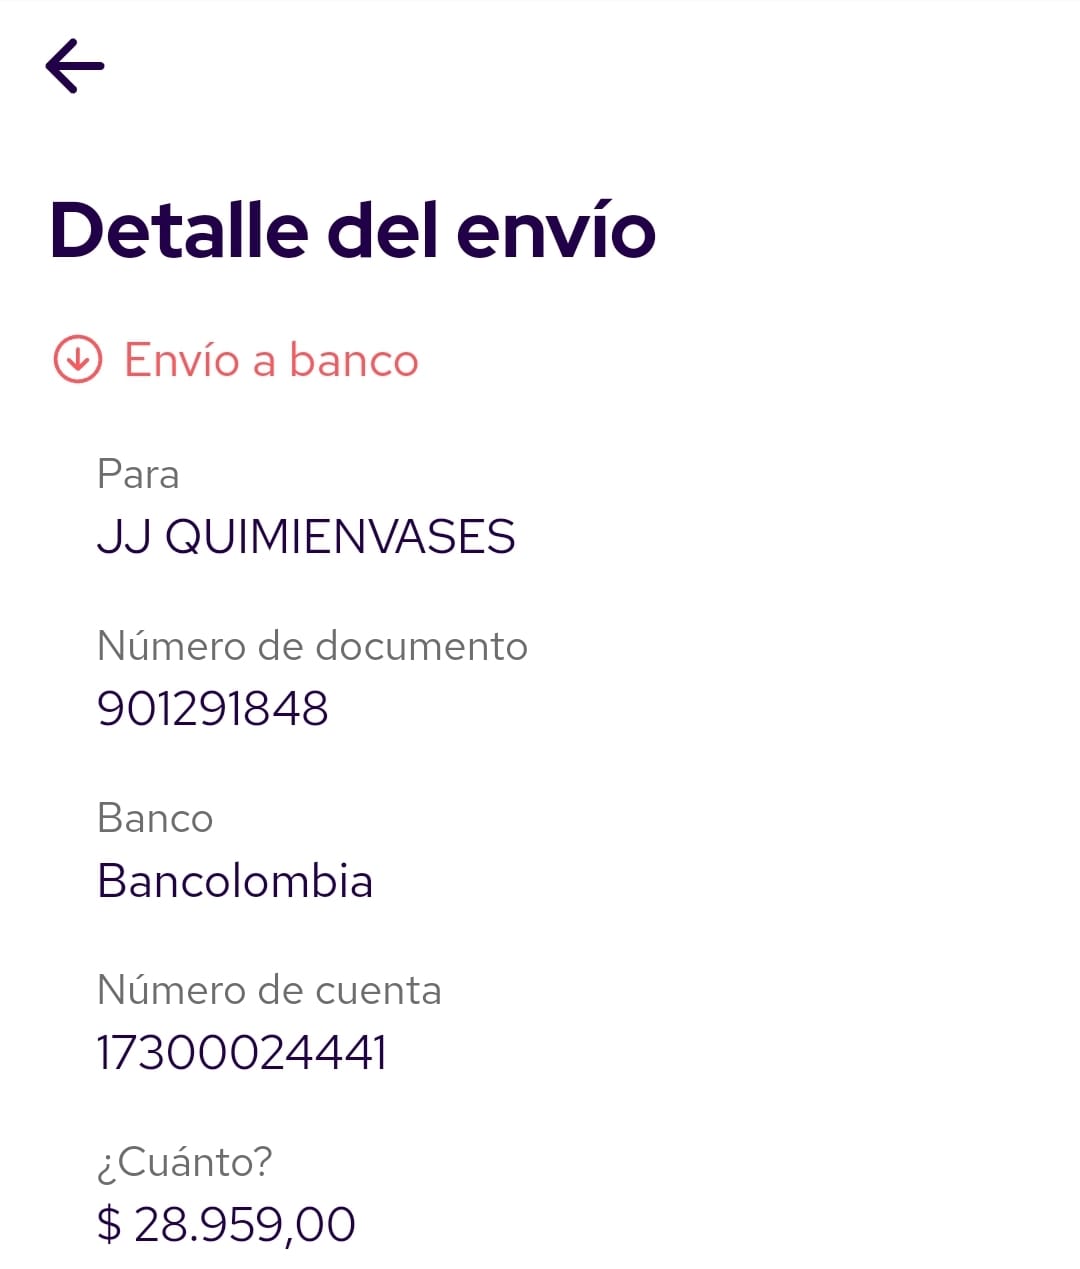 Detalle del envío
Envío a banco
Para
JJ QUIMIENVASES
Número de documento
901291848
Banco
Bancolombia
Número de cuenta
17300024441
¿Cuánto?
$ 28.959,00